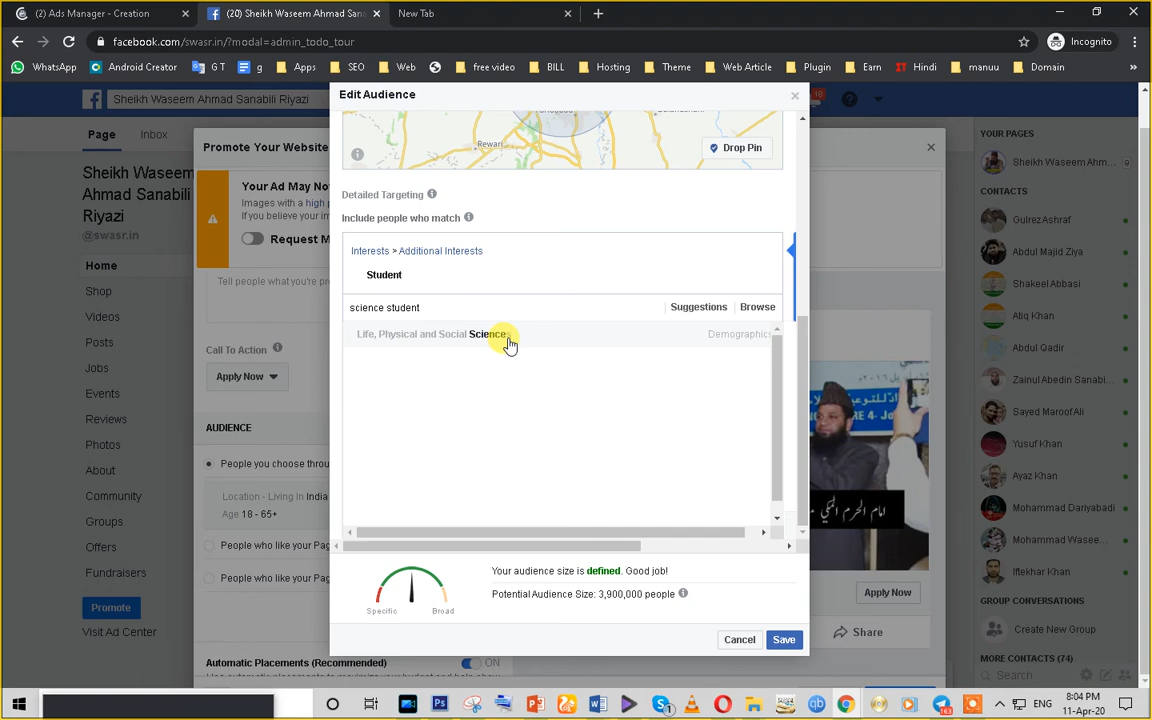 (2) Ads Manager - Creation
(20) Sheikh Waseem Ahmad San
New Tab
facebook.com/swasr.in/?modal=admin_todo_tour
Incognito
WhatsApp
Android Creator
G T
g
Apps
SEO
Web
free video
BILL
Hosting
Theme
Web Article
Plugin
Earn
IT Hindi
manuu
Domain
Sheikh Waseem Ahmad Sanabili Riyazi
18
Page
Inbox
Sheikh Waseem
Ahmad Sanabili
Riyazi
@swasr.in
Home
Shop
Videos
Posts
Jobs
Events
Reviews
Photos
About
Community
Groups
Offers
Fundraisers
Promote
Visit Ad Center
Promote Your Website
Your Ad May No
Images with a high p
If you believe your im
Request M
Tell people what you're
Call To Action
Apply Now
AUDIENCE
People you choose throu
Location - Living In India
Age 18 - 65+
People who like your Pag
People who like your Pag
Automatic Placements (Recommended)
ON
Edit Audience
Rewari
Drop Pin
Detailed Targeting
Include people who match
Interests > Additional Interests
Student
science student
Suggestions
Browse
Life, Physical and Social Sciences
Demographics
Specific
Broad
Your audience size is defined. Good job!
Potential Audience Size: 3,900,000 people
Cancel
Save
امام الحرم المكي
Apply Now
Share
YOUR PAGES
Sheikh Waseem Ahm...
9
CONTACTS
Gulrez Ashraf
Abdul Majid Ziya
Shakeel Abbasi
Atiq Khan
Abdul Qadir
Zainul Abedin Sanabi...
Sayed Maroof Ali
Yusuf Khan
Ayaz Khan
Mohammad Dariyabadi
Mohammad Wasee...
Iftekhar Khan
GROUP CONVERSATIONS
Create New Group
MORE CONTACTS (74)
Search
ENG
8:04 PM
11-Apr-20